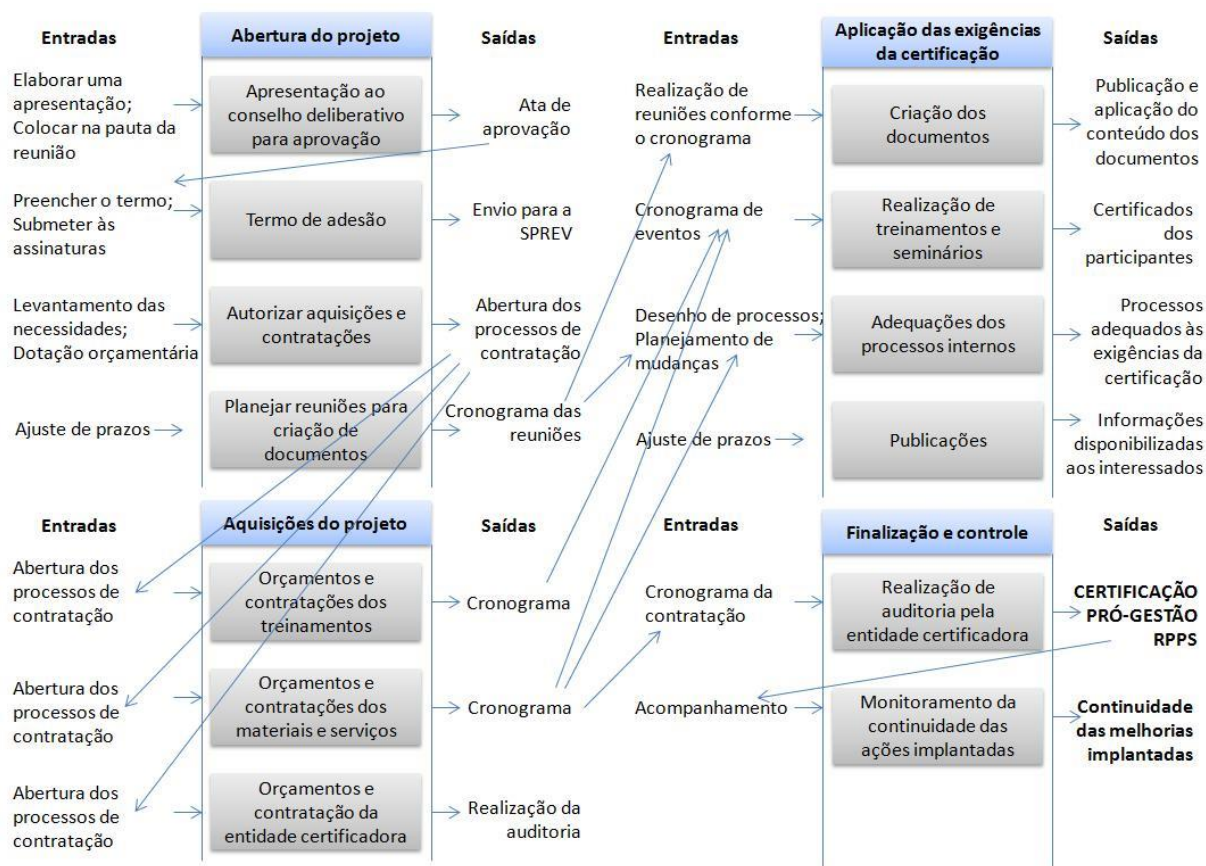 Entradas
Abertura do projeto
Saídas
Elaborar uma
apresentação;
Colocar na pauta da
reunião
Apresentação ao
conselho deliberativo
para aprovação
Ata de
aprovação
Preencher o termo;
Submeter às
assinaturas
Termo de adesão
Envio para a
SPREV
Levantamento das
necessidades;
Dotação orçamentária
Autorizar aquisições e
contratações
Abertura dos
processos de
contratação
Ajuste de prazos
Planejar reuniões para
criação de
documentos
Cronograma das
reuniões
Entradas
Aplicação das exigências
da certificação
Saídas
Realização de
reuniões conforme
o cronograma
Criação dos
documentos
Publicação e
aplicação do
conteúdo dos
documentos
Cronograma de
eventos
Realização de
treinamentos e
seminários
Certificados
dos
participantes
Desenho de processos;
Planejamento de
mudanças
Adequações dos
processos internos
Processos
adequados às
exigências da
certificação
Ajuste de prazos
Publicações
Informações
disponibilizadas
aos interessados
Entradas
Aquisições do projeto
Saídas
Abertura dos
processos de
contratação
Orçamentos e
contratações dos
treinamentos
Cronograma
Abertura dos
processos de
contratação
Orçamentos e
contratações dos
materiais e serviços
Cronograma
Abertura dos
processos de
contratação
Orçamentos e
contratação da
entidade certificadora
Realização da
auditoria
Entradas
Finalização e controle
Saídas
Cronograma da
contratação
Realização de
auditoria pela
entidade certificadora
CERTIFICAÇÃO
PRÓ-GESTÃO
RPPS
Acompanhamento
Monitoramento da
continuidade das
ações implantadas
Continuidade
das melhorias
implantadas